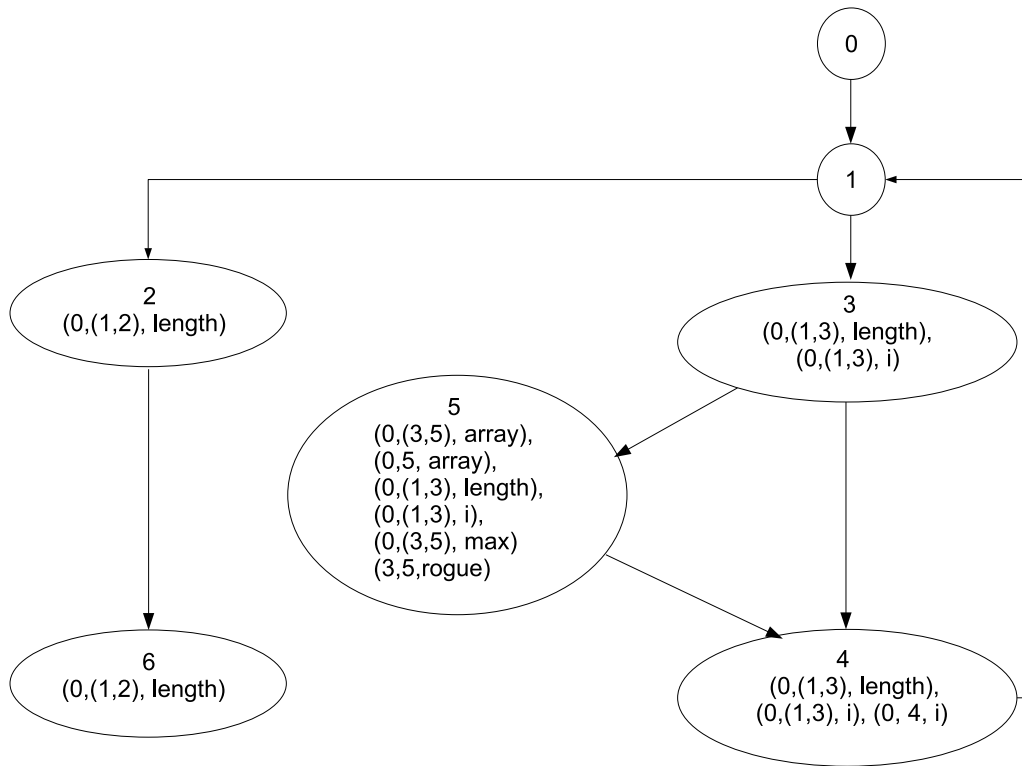 0
1
2
(0,(1,2), length)
3
(0,(1,3), length),
(0,(1,3), i)
5
(0,(3,5), array),
(0,5, array),
(0,(1,3), length),
(0,(1,3), i),
(0,(3,5), max)
(3,5,rogue)
6
(0,(1,2), length)
4
(0,(1,3), length),
(0,(1,3), i), (0, 4, i)